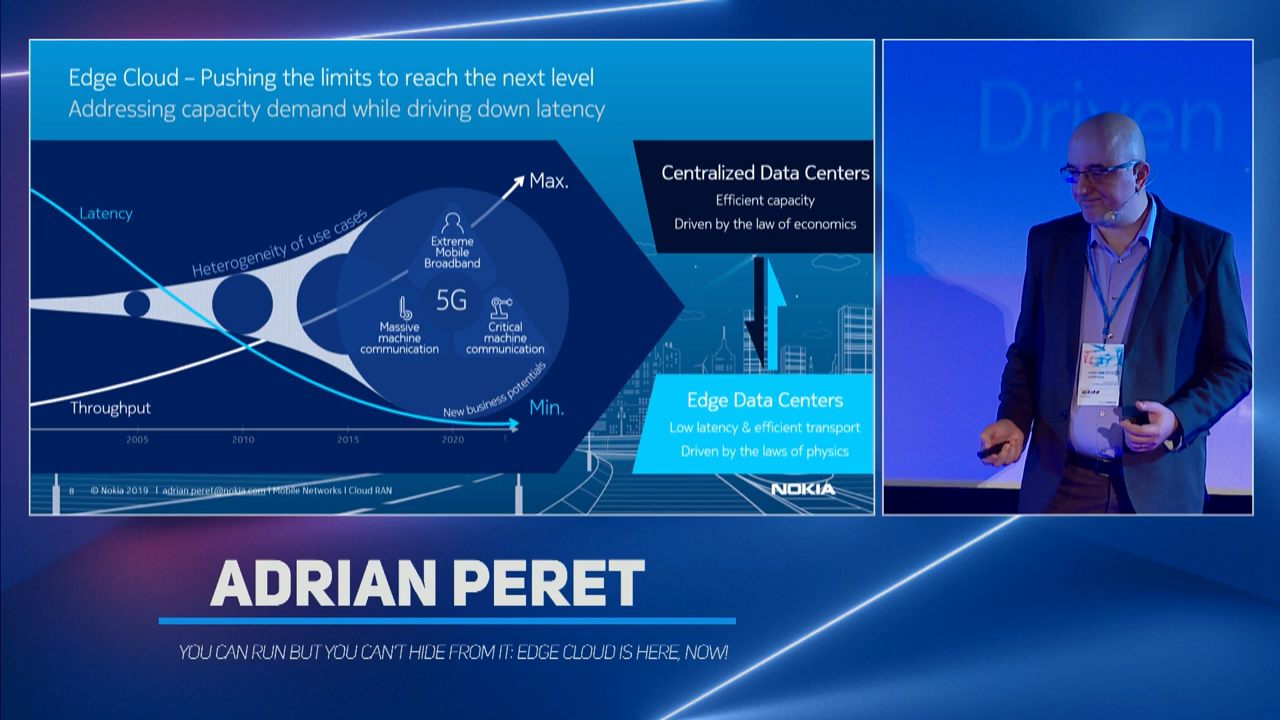 Edge Cloud – Pushing the limits to reach the next level
Addressing capacity demand while driving down latency
Latency
Heterogeneity of use cases
Max.
Extreme
Mobile
Broadband
5G
Massive
machine
communication
Critical
machine
communication
New business potentials
Throughput
Min.
2005
2010
2015
2020
Centralized Data Centers
Efficient capacity
Driven by the law of economics
Edge Data Centers
Low latency & efficient transport
Driven by the laws of physics
8 © Nokia 2019 | adrian.peret@nokia.com | Mobile Networks | Cloud RAN
NOKIA
Driven
ADRIAN PERET
YOU CAN RUN BUT YOU CAN'T HIDE FROM IT: EDGE CLOUD IS HERE, NOW!